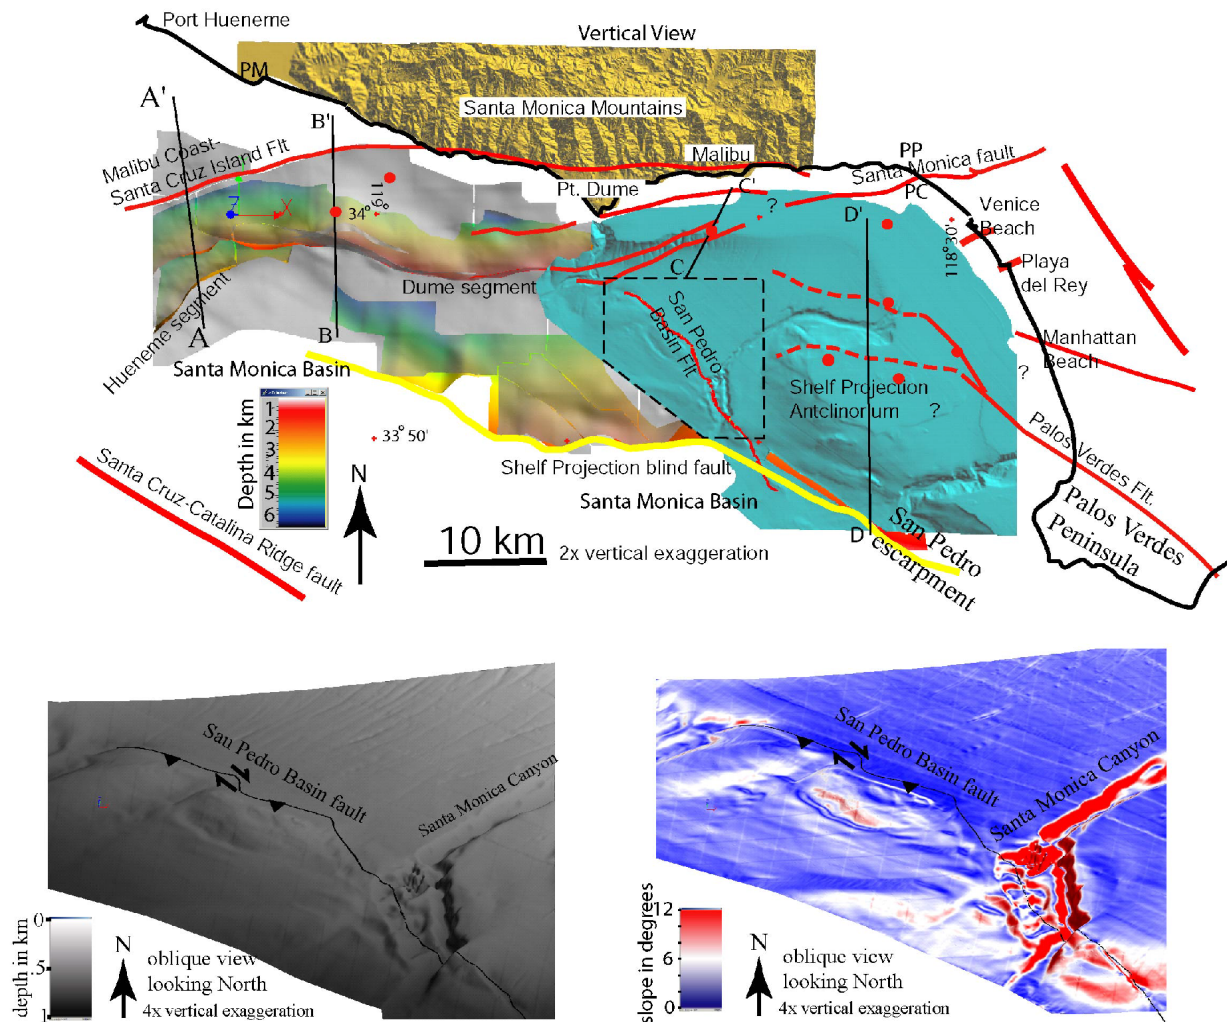 Port Hueneme
Vertical View
PM
A'
Santa Monica Mountains
B'
Malibu Coast-
Santa Cruz Island Flt
Malibu
PP
Santa Monica fault
Pt. Dume
C'
PC
119°
34°
Z
X
?
D'
Venice
Beach
118°30'
Playa
del Rey
C
Dume segment
Hueneme segment
A
B
San Pedro
Basin Flt
Manhattan
Beach
?
Santa Monica Basin
Shelf Projection
Antclinorium
?
Depth in km
1
2
3
4
5
6
33°50'
N
Shelf Projection blind fault
Palos Verdes Flt.
Santa Monica Basin
Santa Cruz-Catalina Ridge fault
10 km
2x vertical exaggeration
D
San Pedro
escarpment
Palos Verdes
Peninsula
San Pedro Basin fault
Santa Monica Canyon
depth in km
0
.5
1
N
oblique view
looking North
4x vertical exaggeration
San Pedro Basin fault
Santa Monica Canyon
slope in degrees
12
6
0
N
oblique view
looking North
4x vertical exaggeration